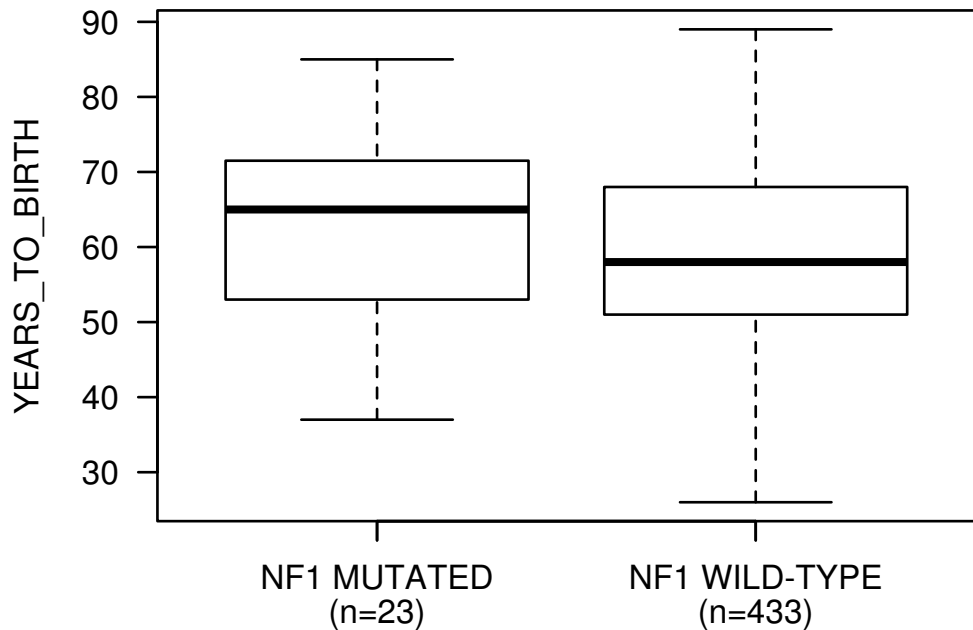 YEARS_TO_BIRTH
90
80
70
60
50
40
30
NF1 MUTATED
(n=23)
NF1 WILD-TYPE
(n=433)